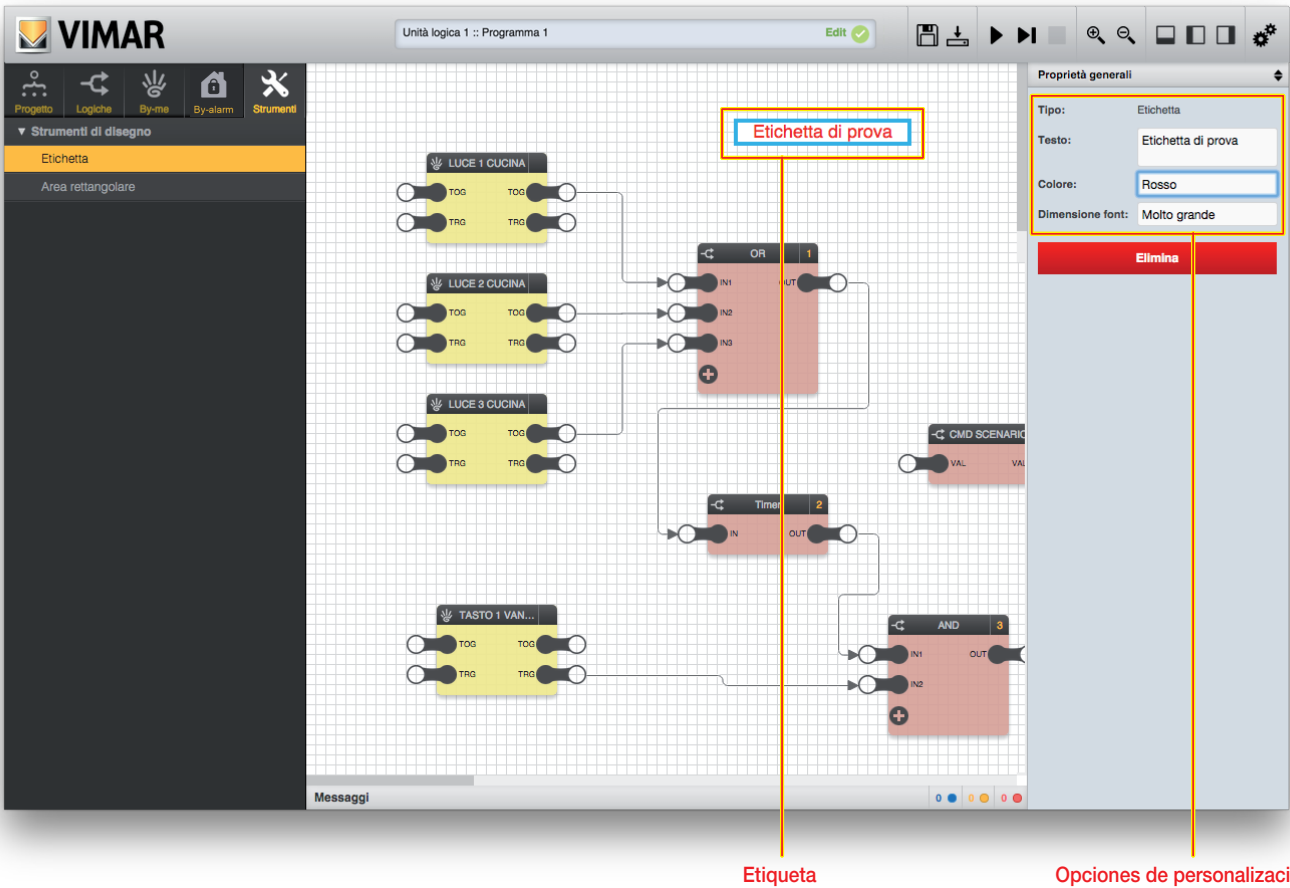 VIMAR
Unità logica 1 :: Programma 1
Edit
Progetto
Logiche
By-me
By-alarm
Strumenti
Strumenti di disegno
Etichetta
Area rettangolare
Etichetta di prova
LUCE 1 CUCINA
TOG TOG
TRG TRG
LUCE 2 CUCINA
TOG TOG
TRG TRG
LUCE 3 CUCINA
TOG TOG
TRG TRG
OR 1
IN1 OUT
IN2
IN3
CMD SCENARIO
VAL VAL
Timer 2
IN OUT
TASTO 1 VAN...
TOG TOG
TRG TRG
AND 3
IN1 OUT
IN2
Messaggi
0 0 0
Proprietà generali
Tipo: Etichetta
Testo: Etichetta di prova
Colore: Rosso
Dimensione font: Molto grande
Elimina
Etiqueta
Opciones de personalizaci